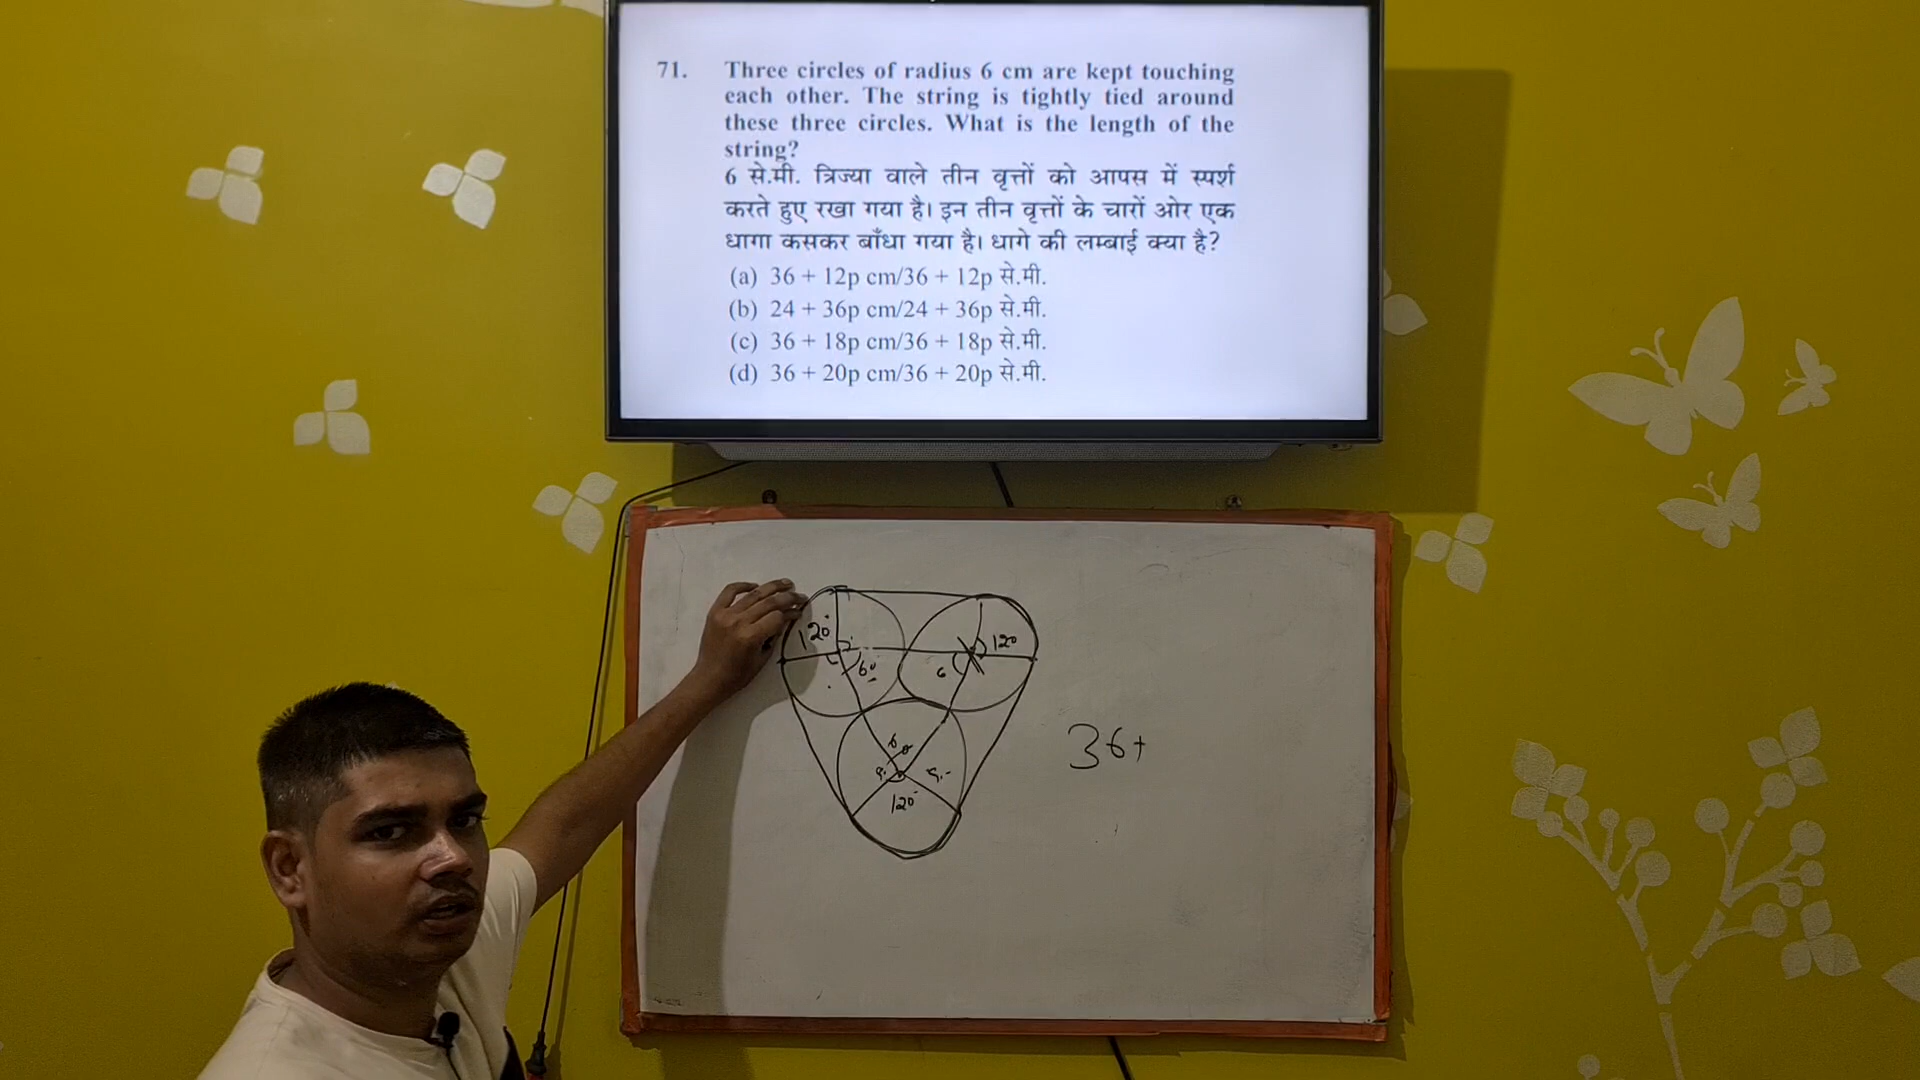 71. Three circles of radius 6 cm are kept touching
each other. The string is tightly tied around
these three circles. What is the length of the
string?
6 से.मी. त्रिज्या वाले तीन वृत्तों को आपस में स्पर्श
करते हुए रखा गया है। इन तीन वृत्तों के चारों ओर एक
धागा कसकर बाँधा गया है। धागे की लम्बाई क्या है?
(a) 36 + 12p cm/36 + 12p से.मी.
(b) 24 + 36p cm/24 + 36p से.मी.
(c) 36 + 18p cm/36 + 18p से.मी.
(d) 36 + 20p cm/36 + 20p से.मी.
120°
120
60
6
36+
60
120°